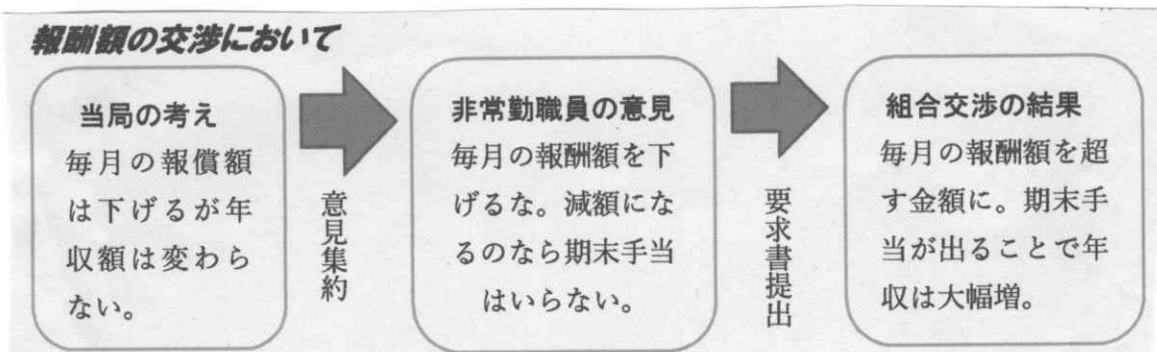 報酬額の交渉において
当局の考え
毎月の報償額
は下げるが年
収額は変わら
ない。
意見集約
非常勤職員の意見
毎月の報酬額を下
げるな。減額にな
るのなら期末手当
はいらない。
要求書提出
組合交渉の結果
毎月の報酬額を超
す金額に。期末手
当が出ることで年
収は大幅増。